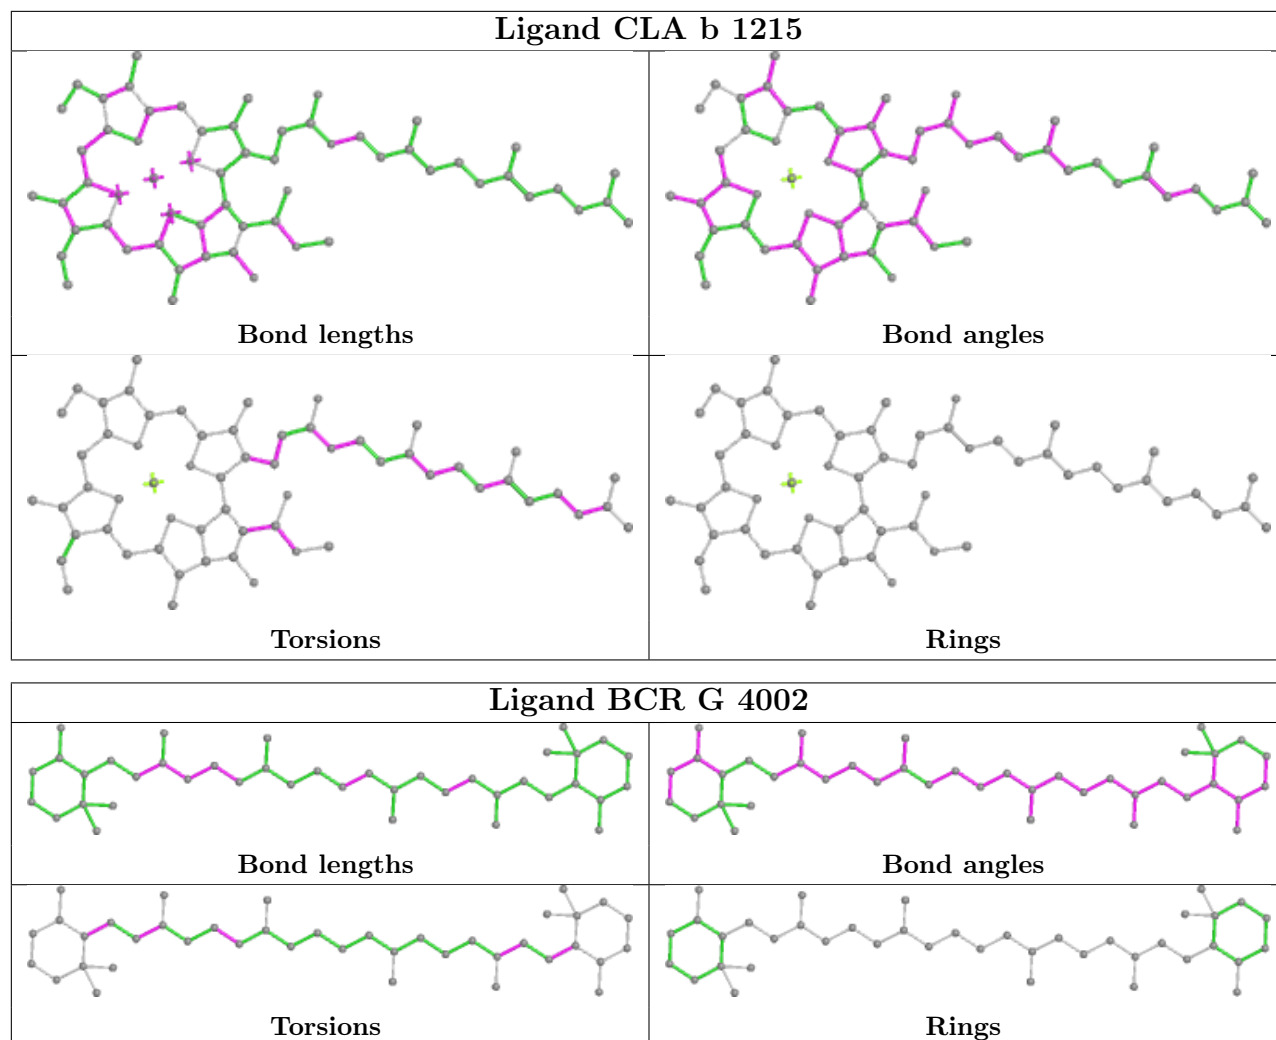 Ligand CLA b 1215
Bond lengths
Bond angles
Torsions
Rings
Ligand BCR G 4002
Bond lengths
Bond angles
Torsions
Rings